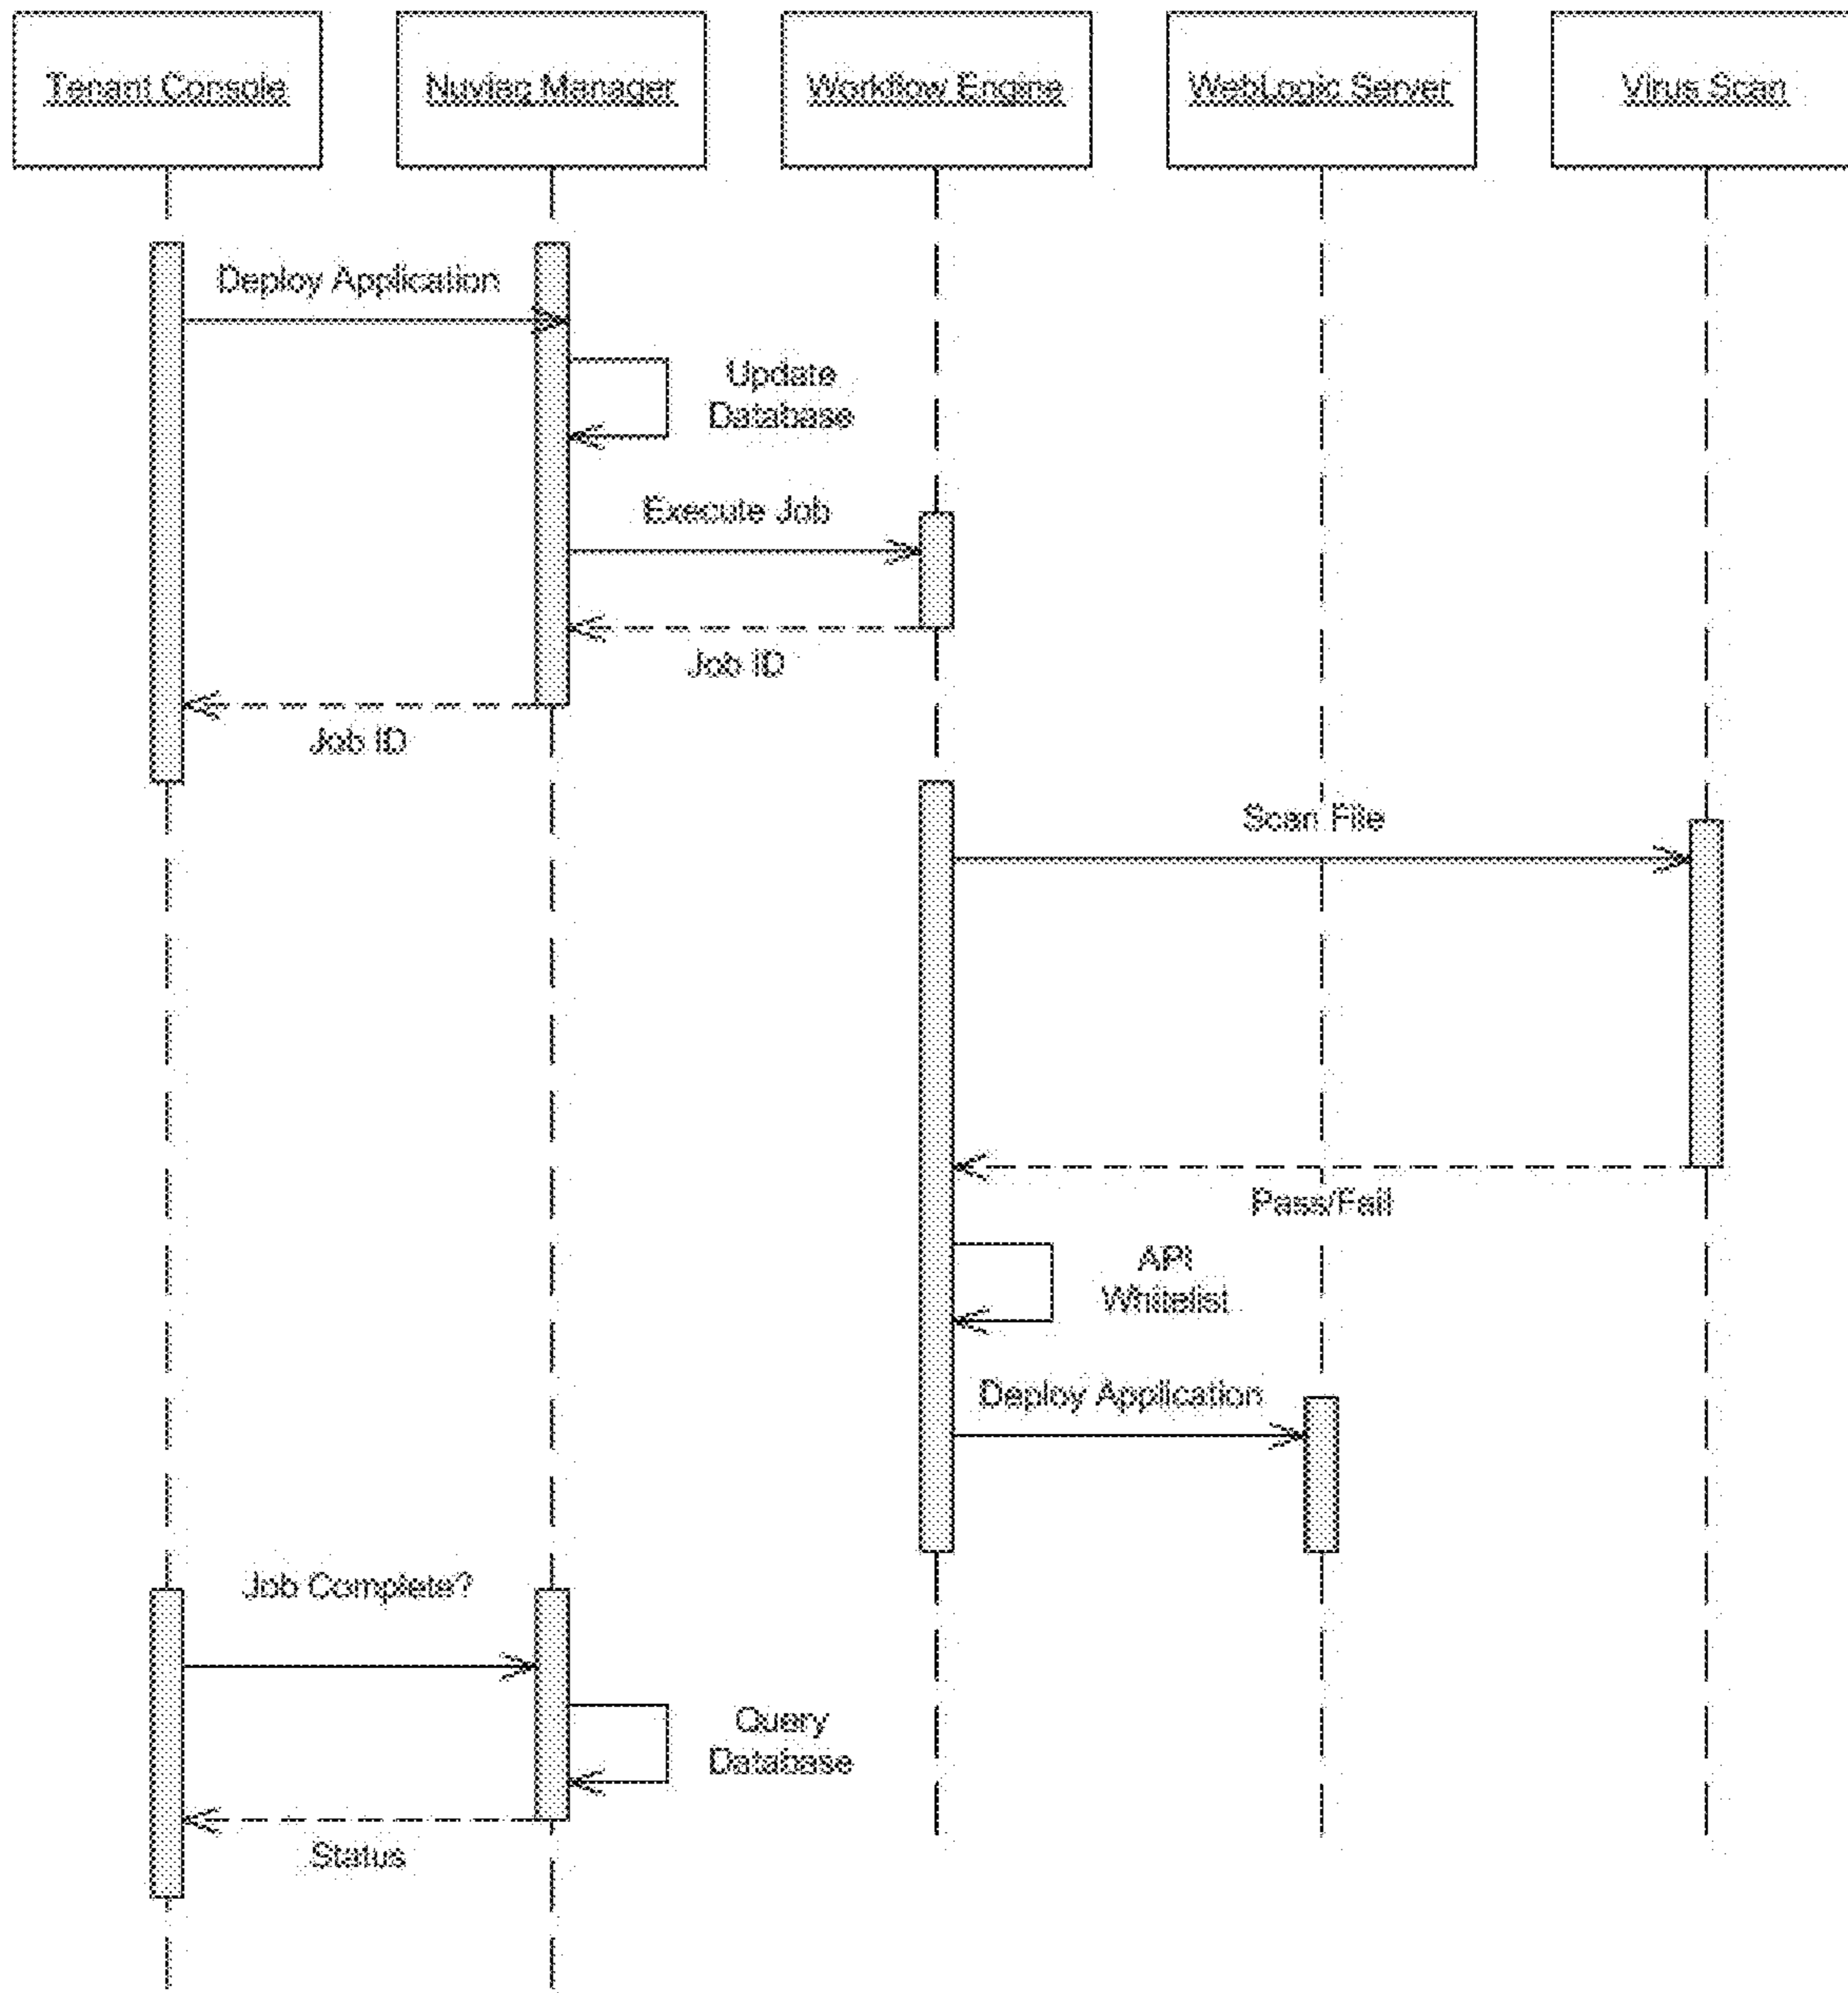 Tenant Console
Nuviaq Manager
Workflow Engine
WebLogic Server
Virus Scan
Deploy Application
Update
Database
Execute Job
Job ID
Job ID
Scan File
Pass/Fail
API
Whitelist
Deploy Application
Job Complete?
Query
Database
Status